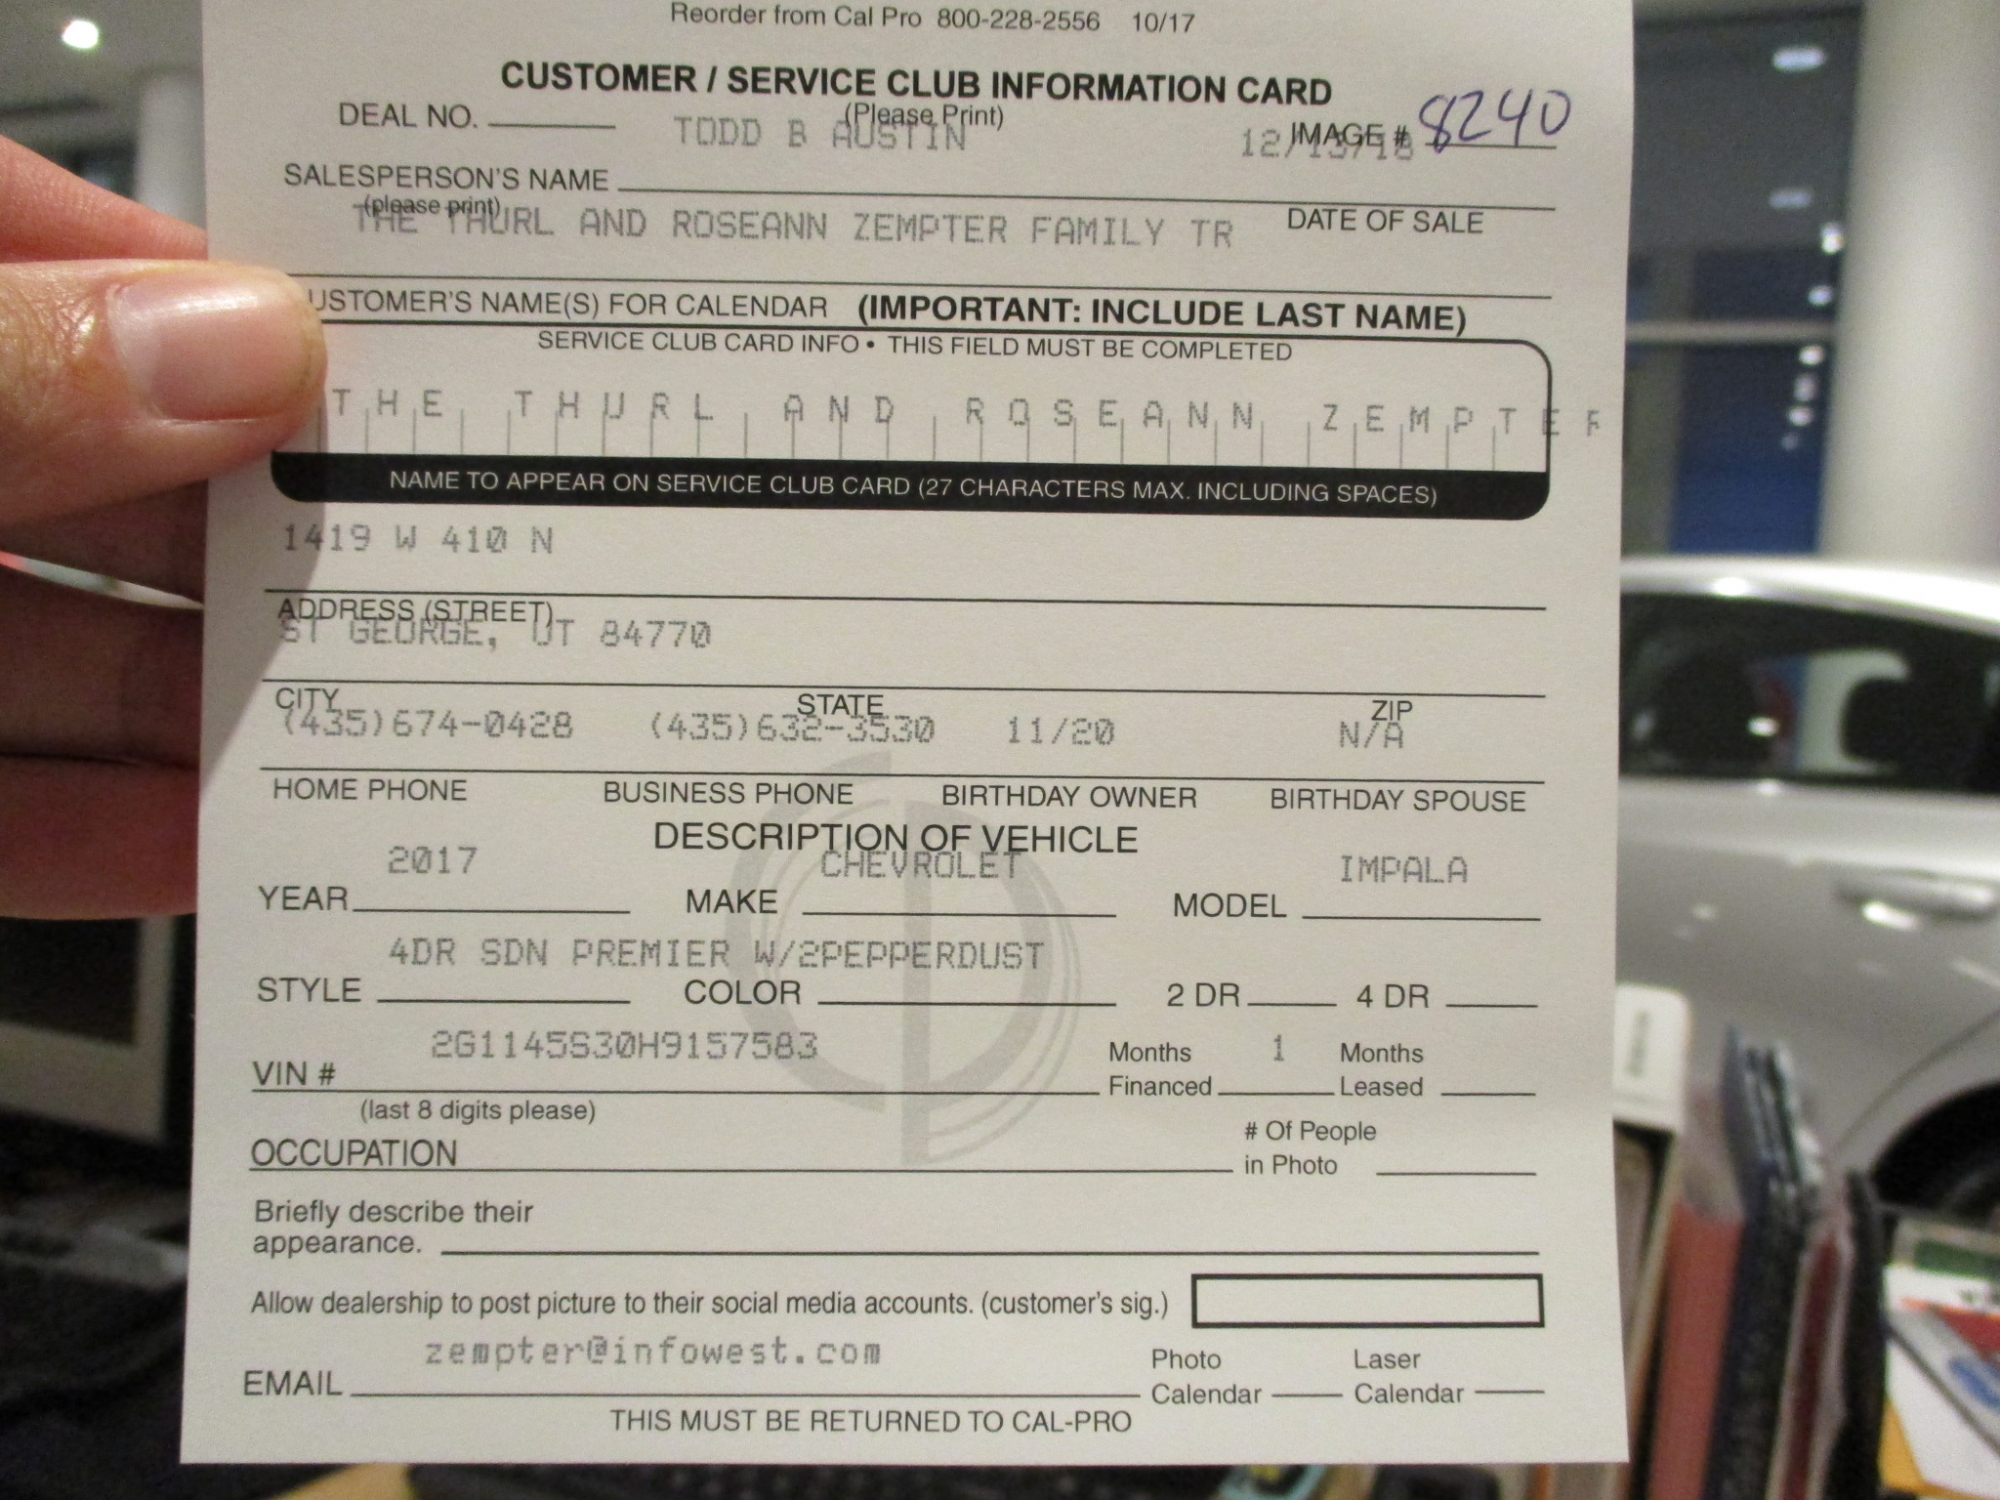 Reorder from Cal Pro 800-228-2556 10/17
CUSTOMER / SERVICE CLUB INFORMATION CARD
(Please Print)
DEAL NO. TODD B AUSTIN 12/13/18 IMAGE # 8240
SALESPERSON'S NAME
(please print)
THE THURL AND ROSEANN ZEMPTER FAMILY TR DATE OF SALE
USTOMER'S NAME(S) FOR CALENDAR (IMPORTANT: INCLUDE LAST NAME)
SERVICE CLUB CARD INFO • THIS FIELD MUST BE COMPLETED
THE THURL AND ROSEANN ZEMPTER
NAME TO APPEAR ON SERVICE CLUB CARD (27 CHARACTERS MAX. INCLUDING SPACES)
1419 W 410 N
ADDRESS (STREET)
ST GEORGE, UT 84770
CITY STATE ZIP
(435)674-0428 (435)632-3530 11/20 N/A
HOME PHONE BUSINESS PHONE BIRTHDAY OWNER BIRTHDAY SPOUSE
DESCRIPTION OF VEHICLE
2017 CHEVROLET IMPALA
YEAR MAKE MODEL
4DR SDN PREMIER W/2PEPPERDUST
STYLE COLOR 2 DR 4 DR
2G1145S30H9157583
VIN # Months Financed 1 Months Leased
(last 8 digits please)
OCCUPATION # Of People in Photo
Briefly describe their
appearance.
Allow dealership to post picture to their social media accounts. (customer's sig.)
zempter@infowest.com
EMAIL Photo Calendar Laser Calendar
THIS MUST BE RETURNED TO CAL-PRO